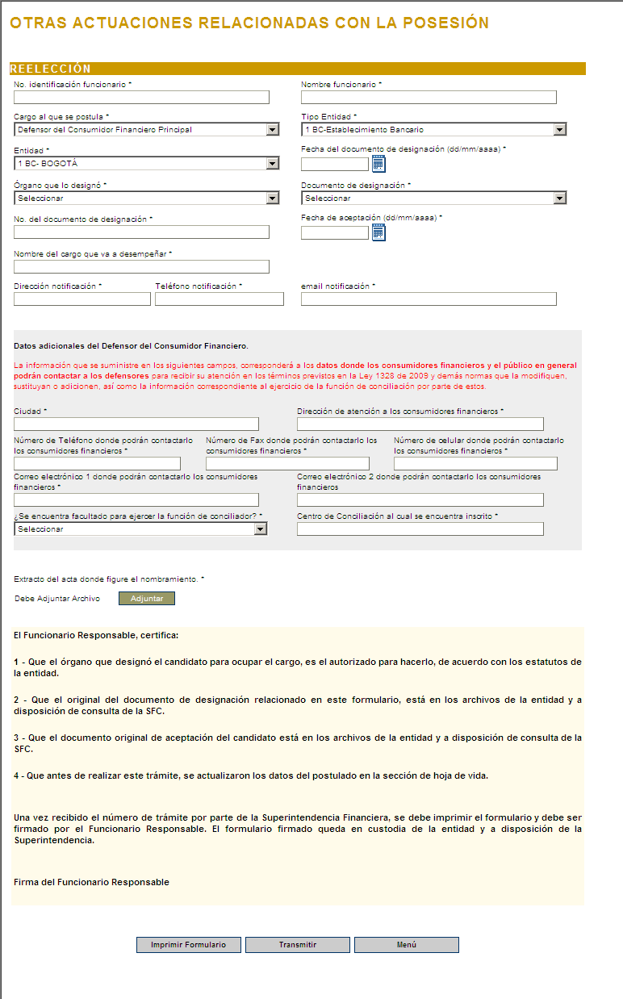 OTRAS ACTUACIONES RELACIONADAS CON LA POSESIÓN
REELECCIÓN
No. identificación funcionario *
Nombre funcionario *
Cargo al que se postula *
Tipo Entidad *
Defensor del Consumidor Financiero Principal
1 BC-Establecimiento Bancario
Entidad *
Fecha del documento de designación (dd/mm/aaaa) *
1 BC- BOGOTÁ
Órgano que lo designó *
Documento de designación *
Seleccionar
Seleccionar
No. del documento de designación *
Fecha de aceptación (dd/mm/aaaa) *
Nombre del cargo que va a desempeñar *
Dirección notificación *
Teléfono notificación *
email notificación *
Datos adicionales del Defensor del Consumidor Financiero.
La información que se suministre en los siguientes campos, corresponderá a los datos donde los consumidores financieros y el público en general
podrán contactar a los defensores para recibir su atención en los términos previstos en la Ley 1328 de 2009 y demás normas que la modifiquen,
sustituyan o adicionen, así como la información correspondiente al ejercicio de la función de conciliación por parte de estos.
Ciudad *
Dirección de atención a los consumidores financieros *
Número de Teléfono donde podrán contactarlo
los consumidores financieros *
Número de Fax donde podrán contactarlo los
consumidores financieros *
Número de celular donde podrán contactarlo
los consumidores financieros *
Correo electrónico 1 donde podrán contactarlo los consumidores
financieros *
Correo electrónico 2 donde podrán contactarlo los consumidores
financieros
¿Se encuentra facultado para ejercer la función de conciliador? *
Centro de Conciliación al cual se encuentra inscrito *
Seleccionar
Extracto del acta donde figure el nombramiento. *
Debe Adjuntar Archivo
Adjuntar
El Funcionario Responsable, certifica:
1 - Que el órgano que designó el candidato para ocupar el cargo, es el autorizado para hacerlo, de acuerdo con los estatutos de
la entidad.
2 - Que el original del documento de designación relacionado en este formulario, está en los archivos de la entidad y a
disposición de consulta de la SFC.
3 - Que el documento original de aceptación del candidato está en los archivos de la entidad y a disposición de consulta de la
SFC.
4 - Que antes de realizar este trámite, se actualizaron los datos del postulado en la sección de hoja de vida.
Una vez recibido el número de trámite por parte de la Superintendencia Financiera, se debe imprimir el formulario y debe ser
firmado por el Funcionario Responsable. El formulario firmado queda en custodia de la entidad y a disposición de la
Superintendencia.
Firma del Funcionario Responsable
Imprimir Formulario
Transmitir
Menú